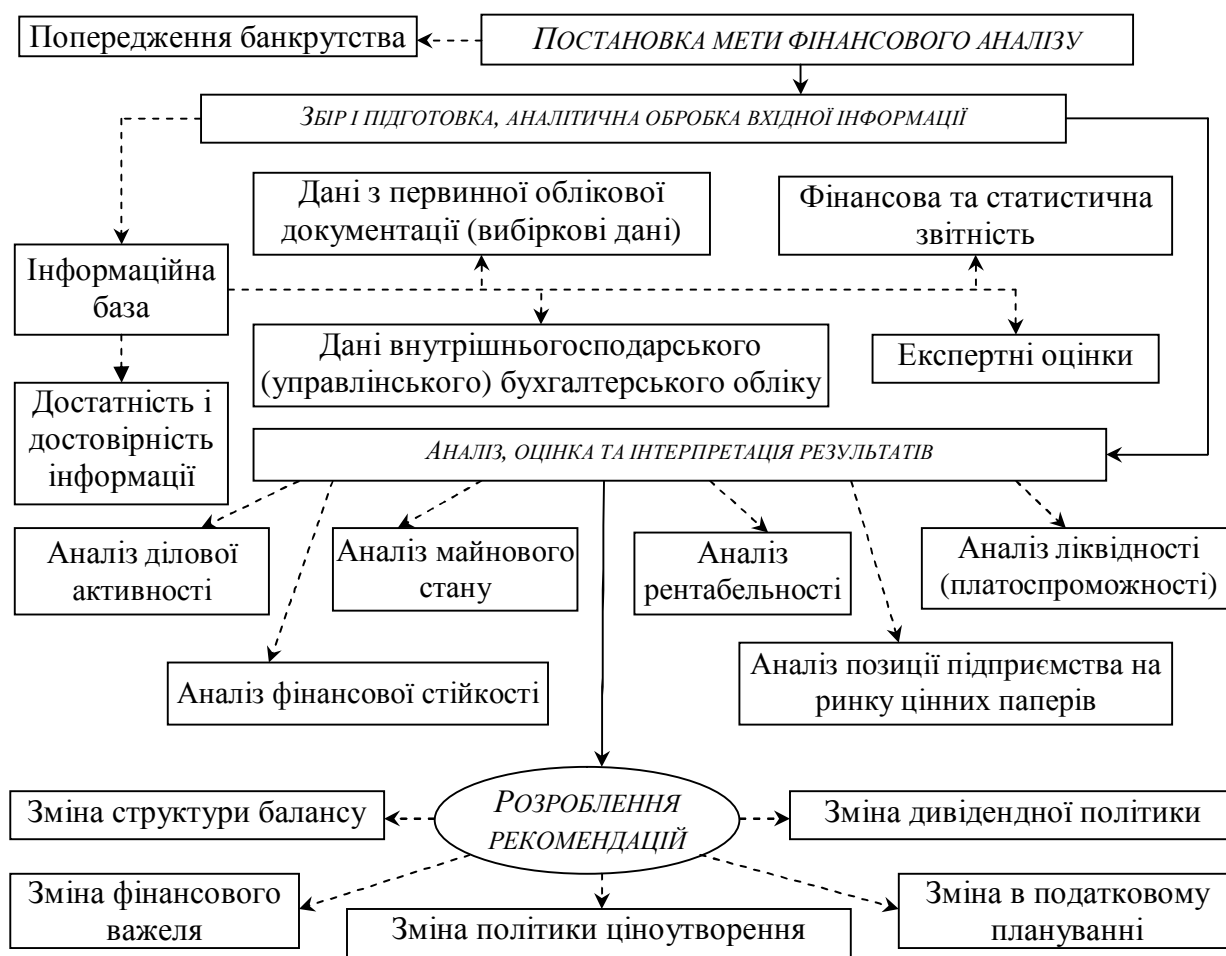 Попередження банкрутства
ПОСТАНОВКА МЕТИ ФІНАНСОВОГО АНАЛІЗУ
ЗБІР І ПІДГОТОВКА, АНАЛІТИЧНА ОБРОБКА ВХІДНОЇ ІНФОРМАЦІЇ
Дані з первинної облікової
документації (вибіркові дані)
Фінансова та статистична
звітність
Інформаційна
база
Дані внутрішньогосподарського
(управлінського) бухгалтерського обліку
Експертні оцінки
Достатність і
достовірність
інформації
АНАЛІЗ, ОЦІНКА ТА ІНТЕРПРЕТАЦІЯ РЕЗУЛЬТАТІВ
Аналіз ділової
активності
Аналіз майнового
стану
Аналіз
рентабельності
Аналіз ліквідності
(платоспроможності)
Аналіз фінансової стійкості
Аналіз позиції підприємства на
ринку цінних паперів
Зміна структури балансу
РОЗРОБЛЕННЯ
РЕКОМЕНДАЦІЙ
Зміна дивідендної політики
Зміна фінансового
важеля
Зміна політики ціноутворення
Зміна в податковому
плануванні